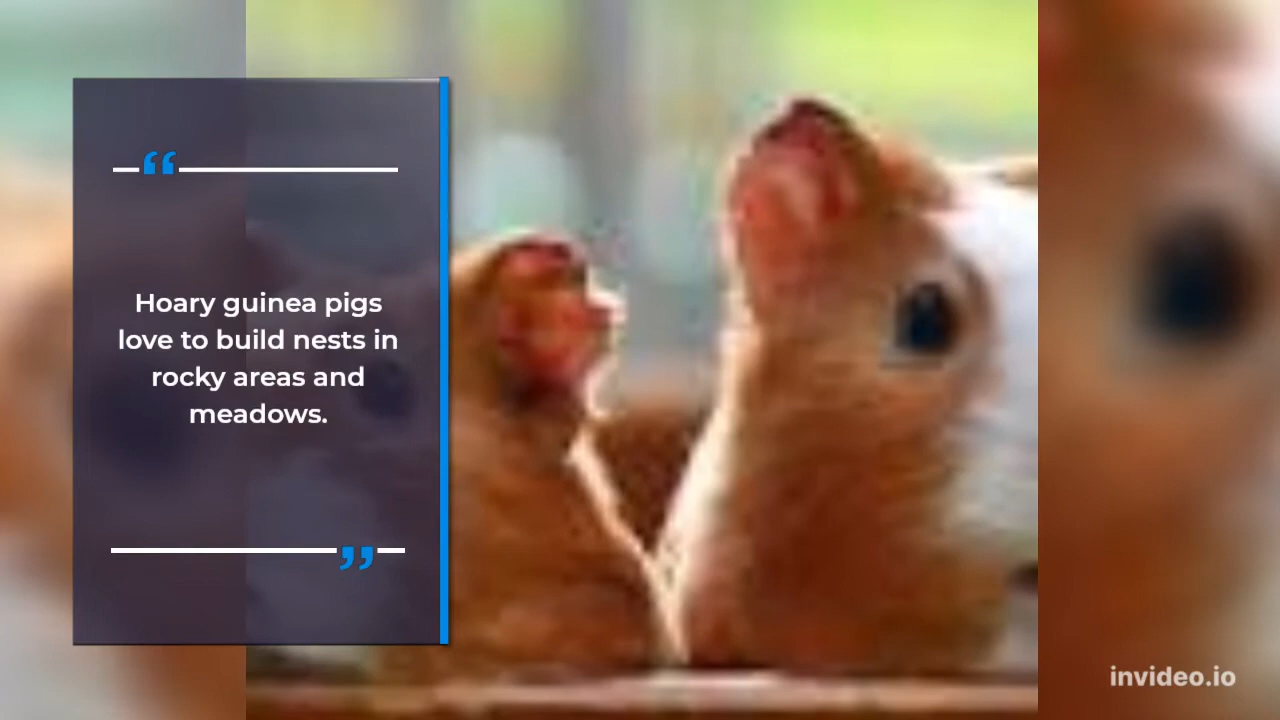 “
Hoary guinea pigs
love to build nests in
rocky areas and
meadows.
”
invideo.io